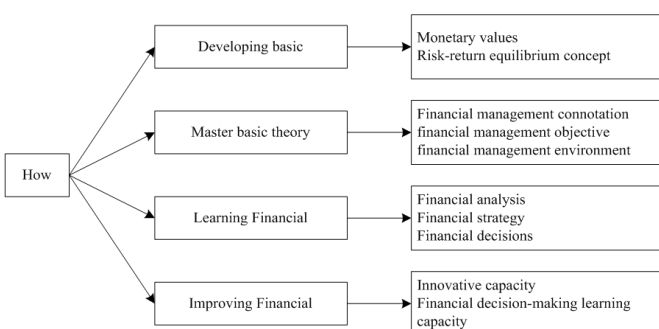 How
Developing basic
Monetary values
Risk-return equilibrium concept
Master basic theory
Financial management connotation
financial management objective
financial management environment
Learning Financial
Financial analysis
Financial strategy
Financial decisions
Improving Financial
Innovative capacity
Financial decision-making learning
capacity